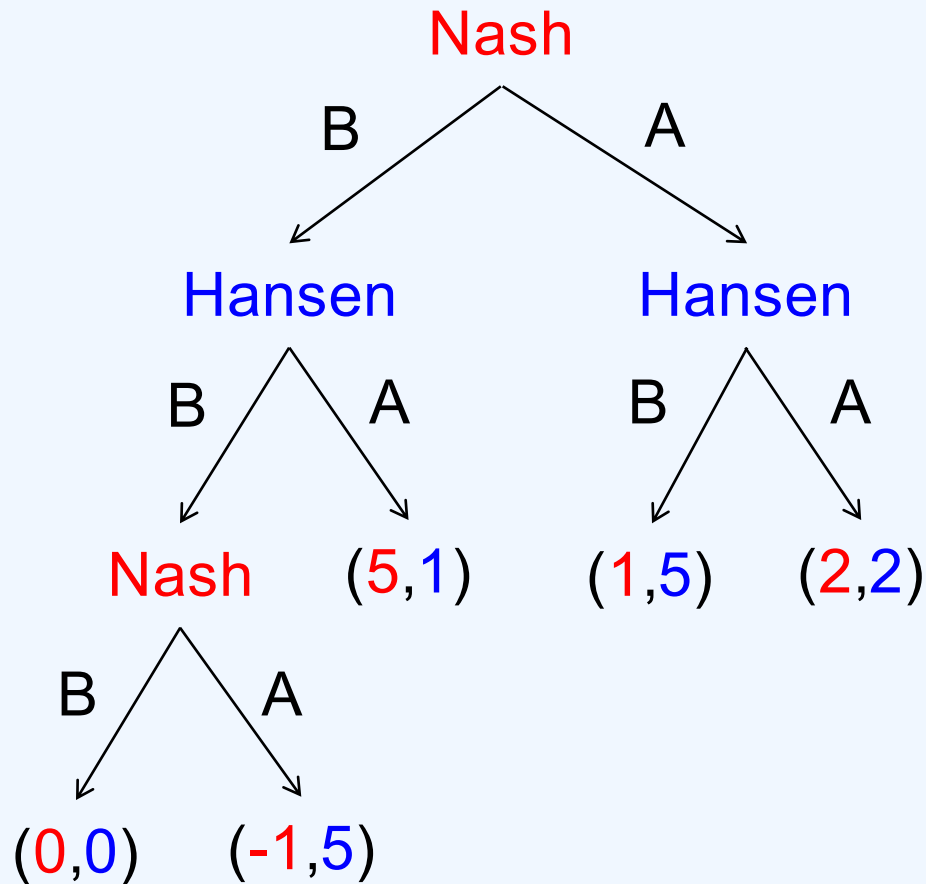 Nash
B A
Hansen Hansen
B A B A
Nash (5,1) (1,5) (2,2)
B A
(0,0) (-1,5)